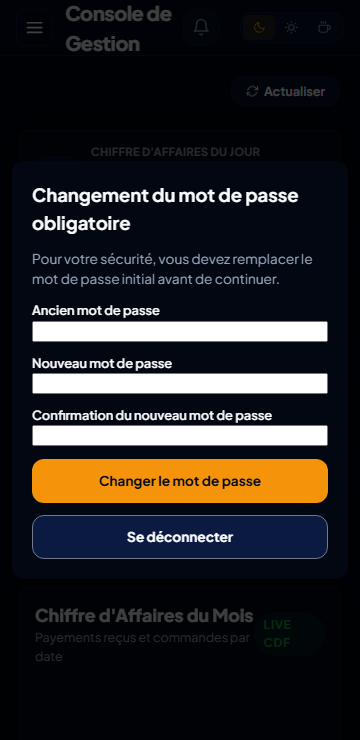 Console de
Gestion
Actualiser
CHIFFRE D'AFFAIRES DU JOUR
Changement du mot de passe
obligatoire
Pour votre sécurité, vous devez remplacer le
mot de passe initial avant de continuer.
Ancien mot de passe
Nouveau mot de passe
Confirmation du nouveau mot de passe
Changer le mot de passe
Se déconnecter
Chiffre d'Affaires du Mois
Payements reçus et commandes par
date
LIVE
CDF